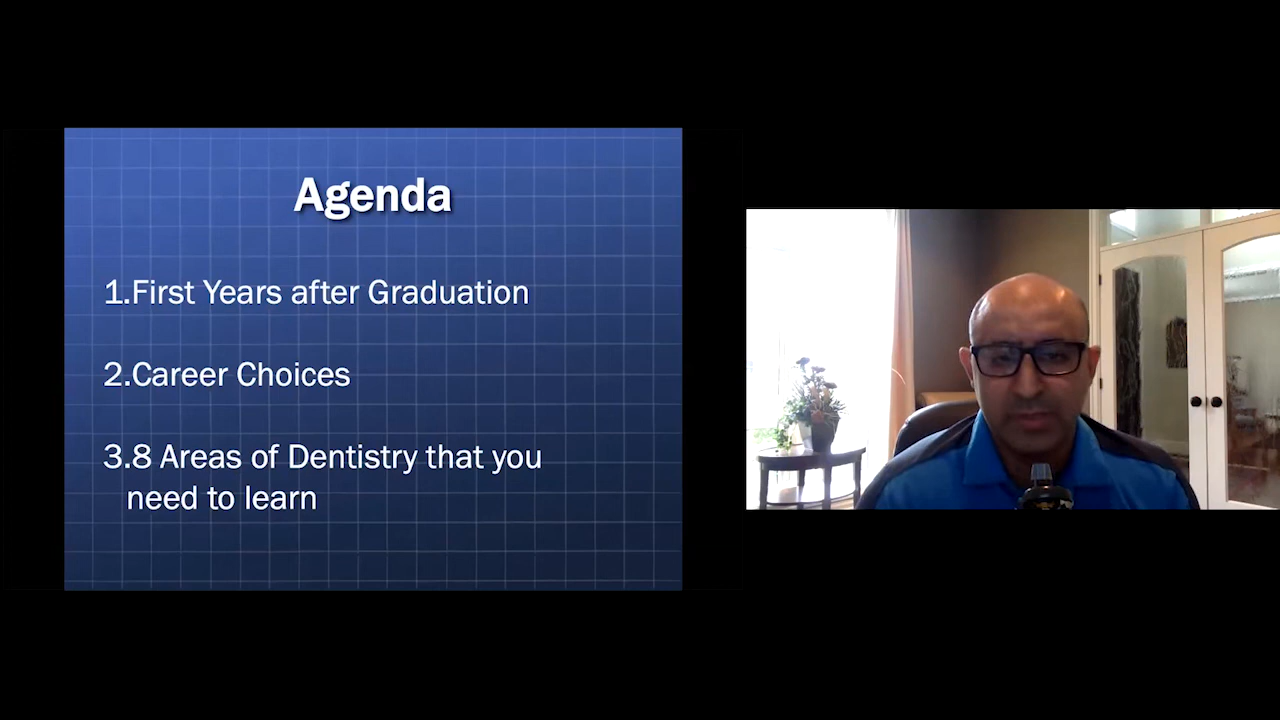 Agenda
1.First Years after Graduation
2.Career Choices
3.8 Areas of Dentistry that you
need to learn